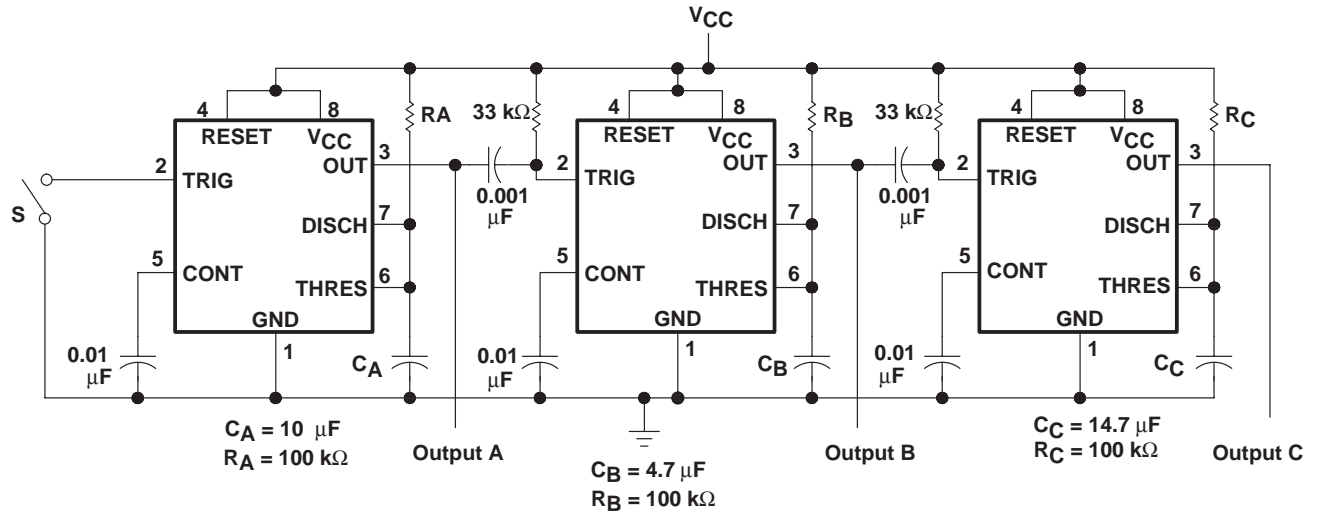 VCC
4
8
RESET
VCC
RA
33 kΩ
3
OUT
2
TRIG
0.001
µF
S
DISCH
7
5
CONT
6
THRES
GND
1
0.01
µF
CA
4
8
RESET
VCC
RB
33 kΩ
3
OUT
2
TRIG
0.001
µF
DISCH
7
5
CONT
6
THRES
GND
1
0.01
µF
CB
4
8
RESET
VCC
RC
3
OUT
2
TRIG
DISCH
7
5
CONT
6
THRES
GND
1
0.01
µF
CC
CA = 10 µF
RA = 100 kΩ
Output A
CB = 4.7 µF
RB = 100 kΩ
Output B
CC = 14.7 µF
RC = 100 kΩ
Output C